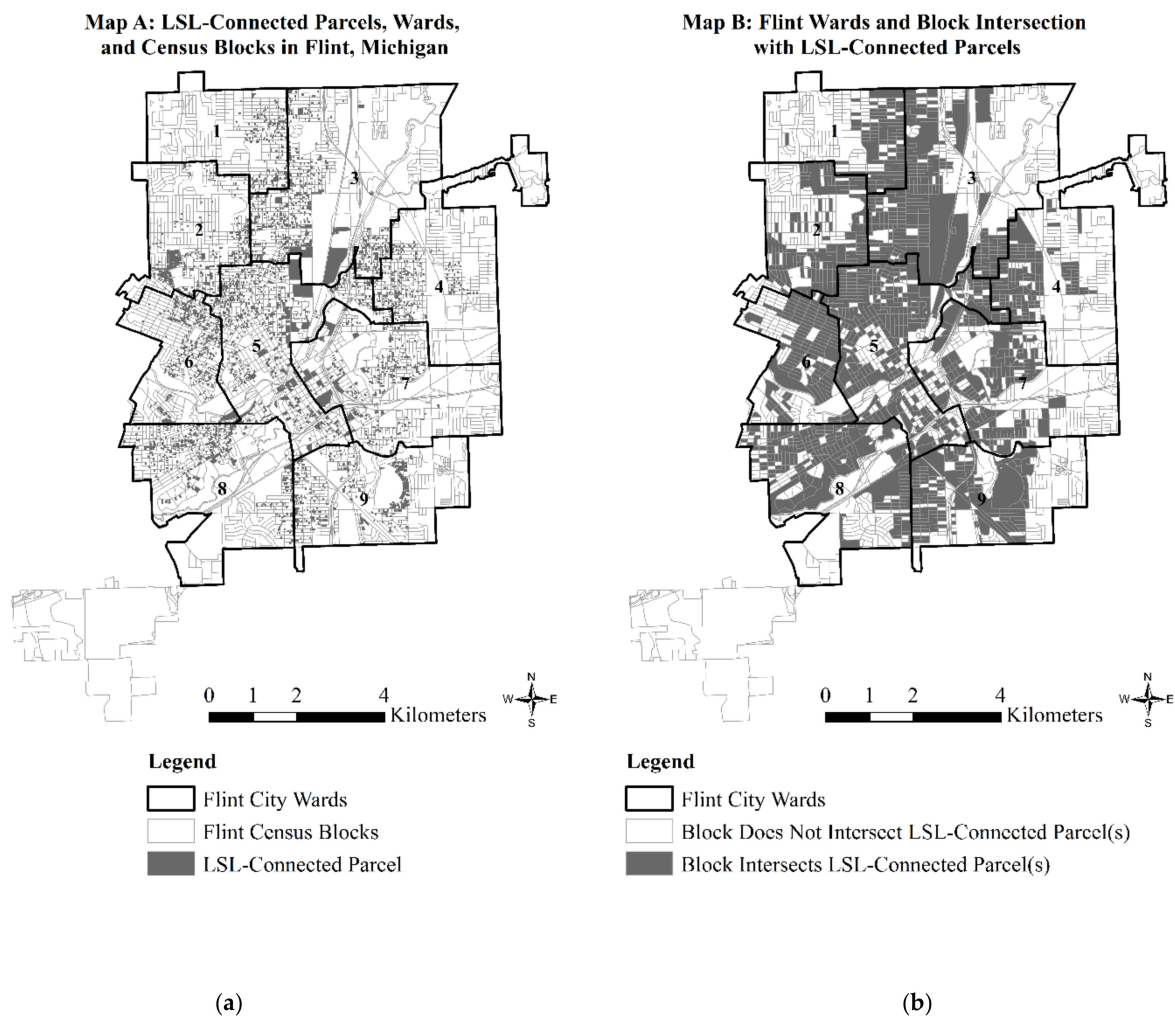 Map A: LSL-Connected Parcels, Wards,
and Census Blocks in Flint, Michigan
1
2
3
4
5
6
7
8
9
0 1 2 4
Kilometers
N
W E
S
Legend
Flint City Wards
Flint Census Blocks
LSL-Connected Parcel
(a)
Map B: Flint Wards and Block Intersection
with LSL-Connected Parcels
1
2
3
4
5
6
7
8
9
0 1 2 4
Kilometers
N
W E
S
Legend
Flint City Wards
Block Does Not Intersect LSL-Connected Parcel(s)
Block Intersects LSL-Connected Parcel(s)
(b)